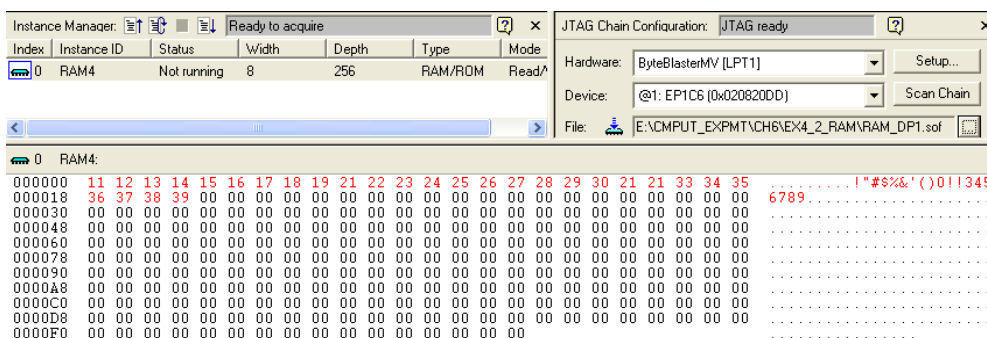 Instance Manager: Ready to acquire
Index Instance ID Status Width Depth Type Mode
0 RAM4 Not running 8 256 RAM/ROM Read/
JTAG Chain Configuration: JTAG ready
Hardware: ByteBlasterMV [LPT1] Setup...
Device: @1: EP1C6 (0x020820DD) Scan Chain
File: E:\CMPUT_EXPMT\CH6\EX4_2_RAM\RAM_DP1.sof ...
0 RAM4:
000000 11 12 13 14 15 16 17 18 19 21 22 23 24 25 26 27 28 29 30 21 21 33 34 35 .........!"#$%&'()0!!345
000018 36 37 38 39 00 00 00 00 00 00 00 00 00 00 00 00 00 00 00 00 00 00 00 00 6789....................
000030 00 00 00 00 00 00 00 00 00 00 00 00 00 00 00 00 00 00 00 00 00 00 00 00 ........................
000048 00 00 00 00 00 00 00 00 00 00 00 00 00 00 00 00 00 00 00 00 00 00 00 00 ........................
000060 00 00 00 00 00 00 00 00 00 00 00 00 00 00 00 00 00 00 00 00 00 00 00 00 ........................
000078 00 00 00 00 00 00 00 00 00 00 00 00 00 00 00 00 00 00 00 00 00 00 00 00 ........................
000090 00 00 00 00 00 00 00 00 00 00 00 00 00 00 00 00 00 00 00 00 00 00 00 00 ........................
0000A8 00 00 00 00 00 00 00 00 00 00 00 00 00 00 00 00 00 00 00 00 00 00 00 00 ........................
0000C0 00 00 00 00 00 00 00 00 00 00 00 00 00 00 00 00 00 00 00 00 00 00 00 00 ........................
0000D8 00 00 00 00 00 00 00 00 00 00 00 00 00 00 00 00 00 00 00 00 00 00 00 00 ........................
0000F0 00 00 00 00 00 00 00 00 00 00 00 00 00 00 00 00 ................